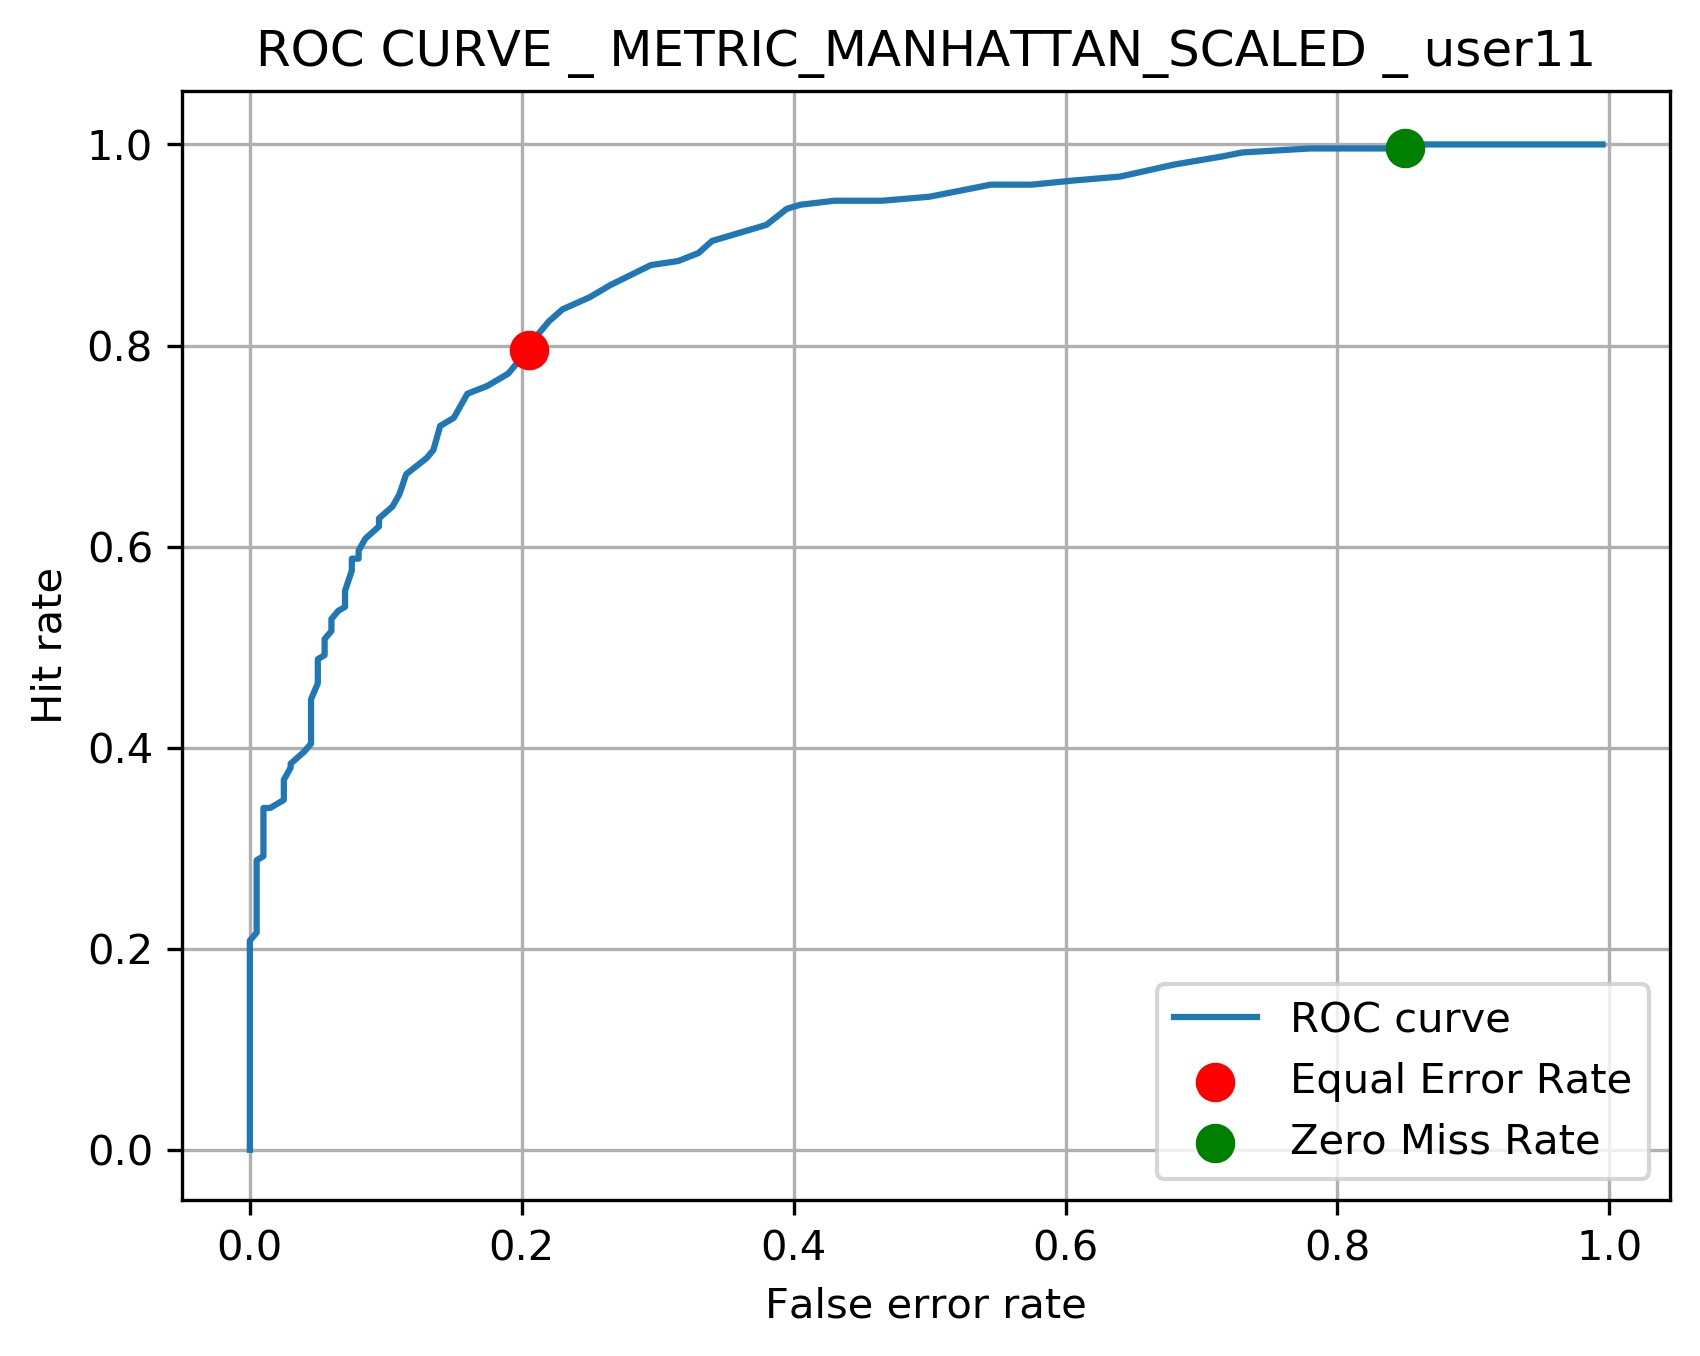 ROC CURVE _ METRIC_MANHATTAN_SCALED _ user11
1.0
0.8
0.6
0.4
0.2
0.0
Hit rate
ROC curve
Equal Error Rate
Zero Miss Rate
0.0 0.2 0.4 0.6 0.8 1.0
False error rate